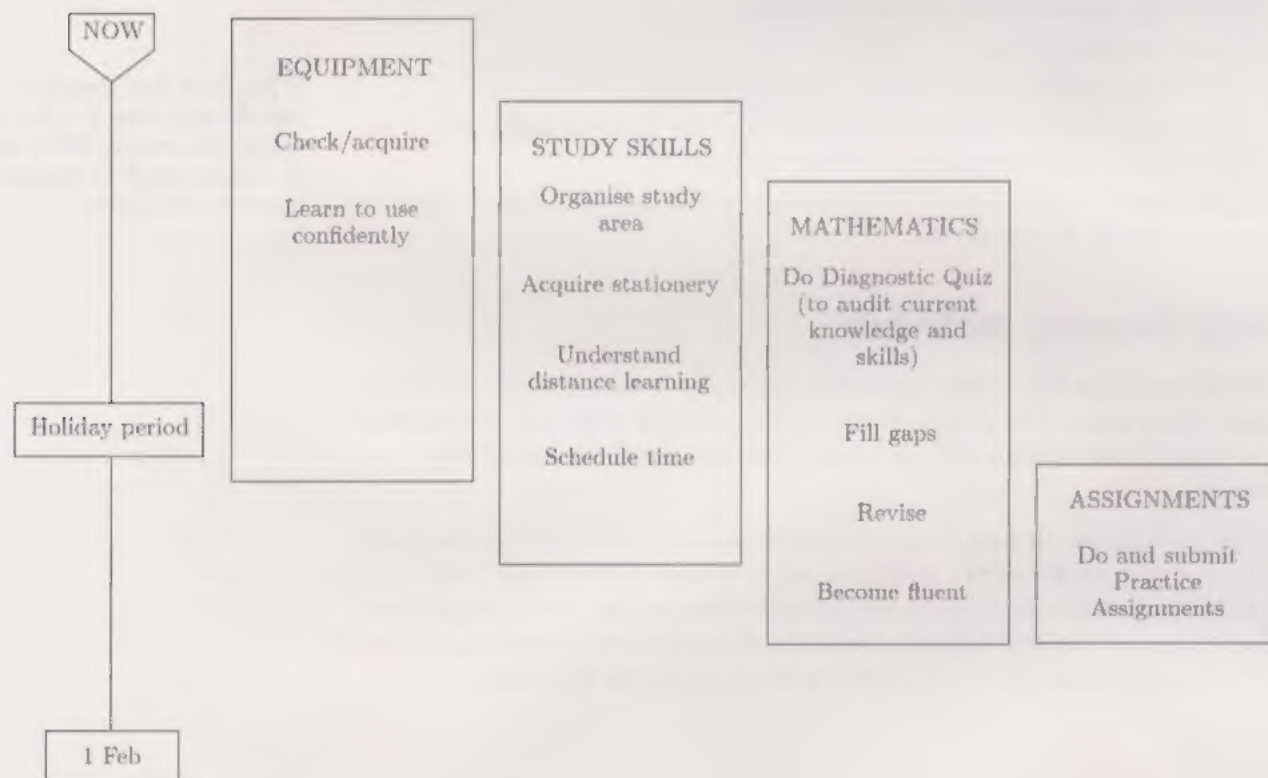 NOW
Holiday period
1 Feb
EQUIPMENT
Check/acquire
Learn to use
confidently
STUDY SKILLS
Organise study
area
Acquire stationery
Understand
distance learning
Schedule time
MATHEMATICS
Do Diagnostic Quiz
(to audit current
knowledge and
skills)
Fill gaps
Revise
Become fluent
ASSIGNMENTS
Do and submit
Practice
Assignments